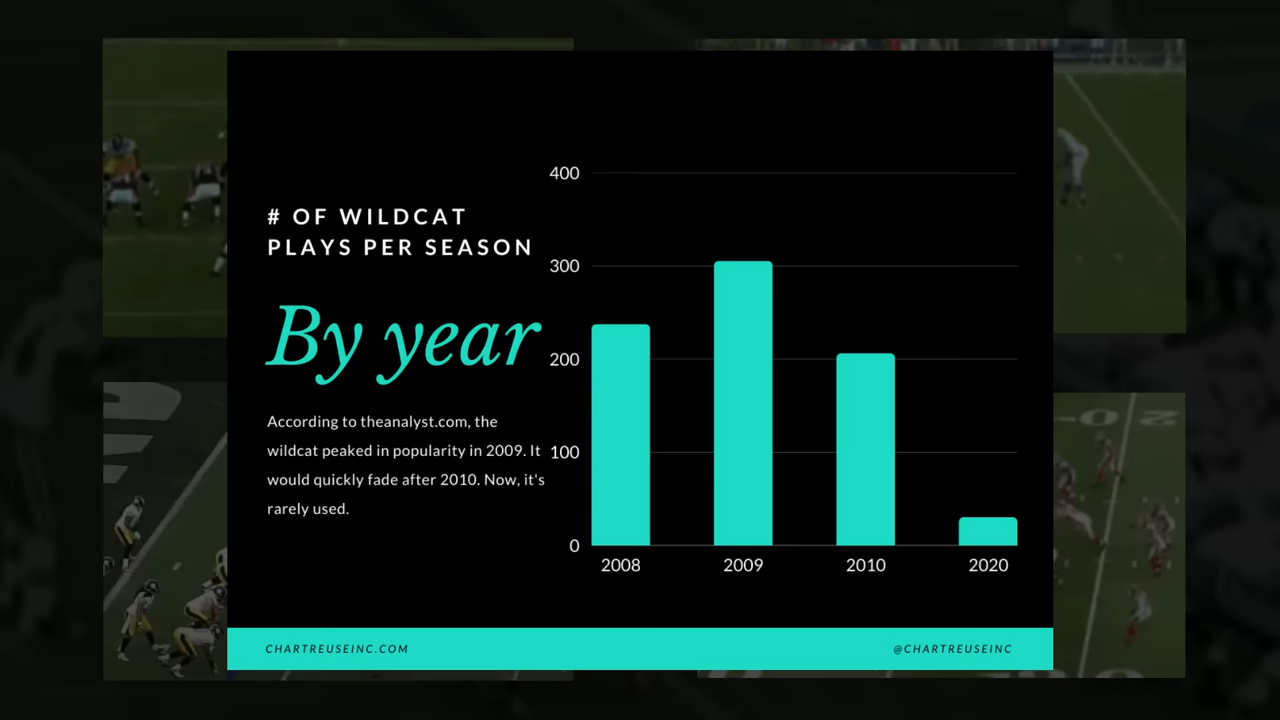 # OF WILDCAT
PLAYS PER SEASON
By year
According to theanalyst.com, the
wildcat peaked in popularity in 2009. It
would quickly fade after 2010. Now, it's
rarely used.
400
300
200
100
0
2008 2009 2010 2020
CHARTREUSEINC.COM @CHARTREUSEINC